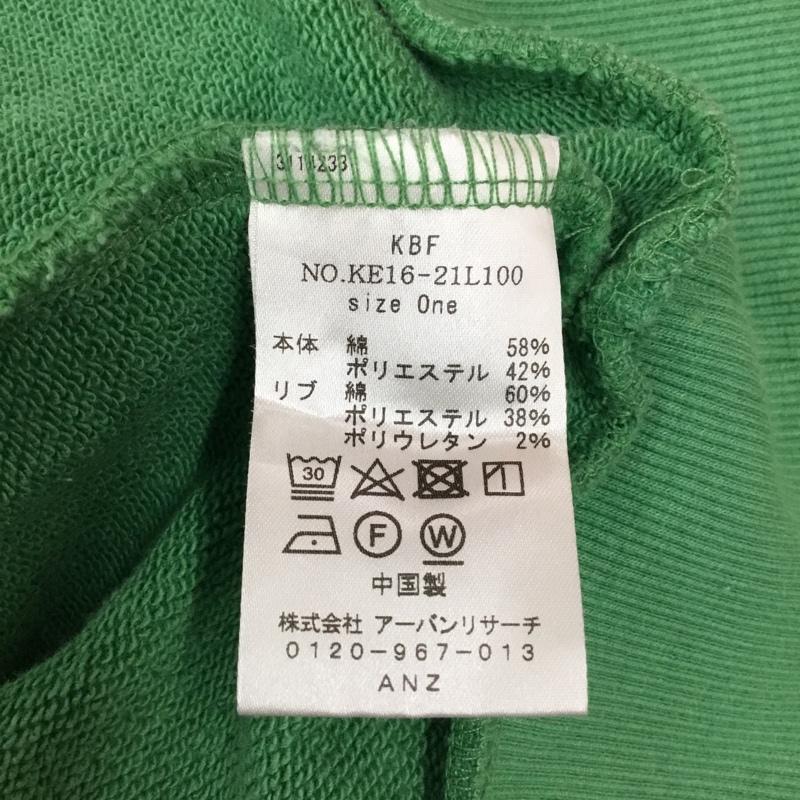 3114233
KBF
NO.KE16-21L100
size One
本体 綿 58%
ポリエステル 42%
リブ 綿 60%
ポリエステル 38%
ポリウレタン 2%
30
F W
中国製
株式会社 アーバンリサーチ
0120-967-013
ANZ